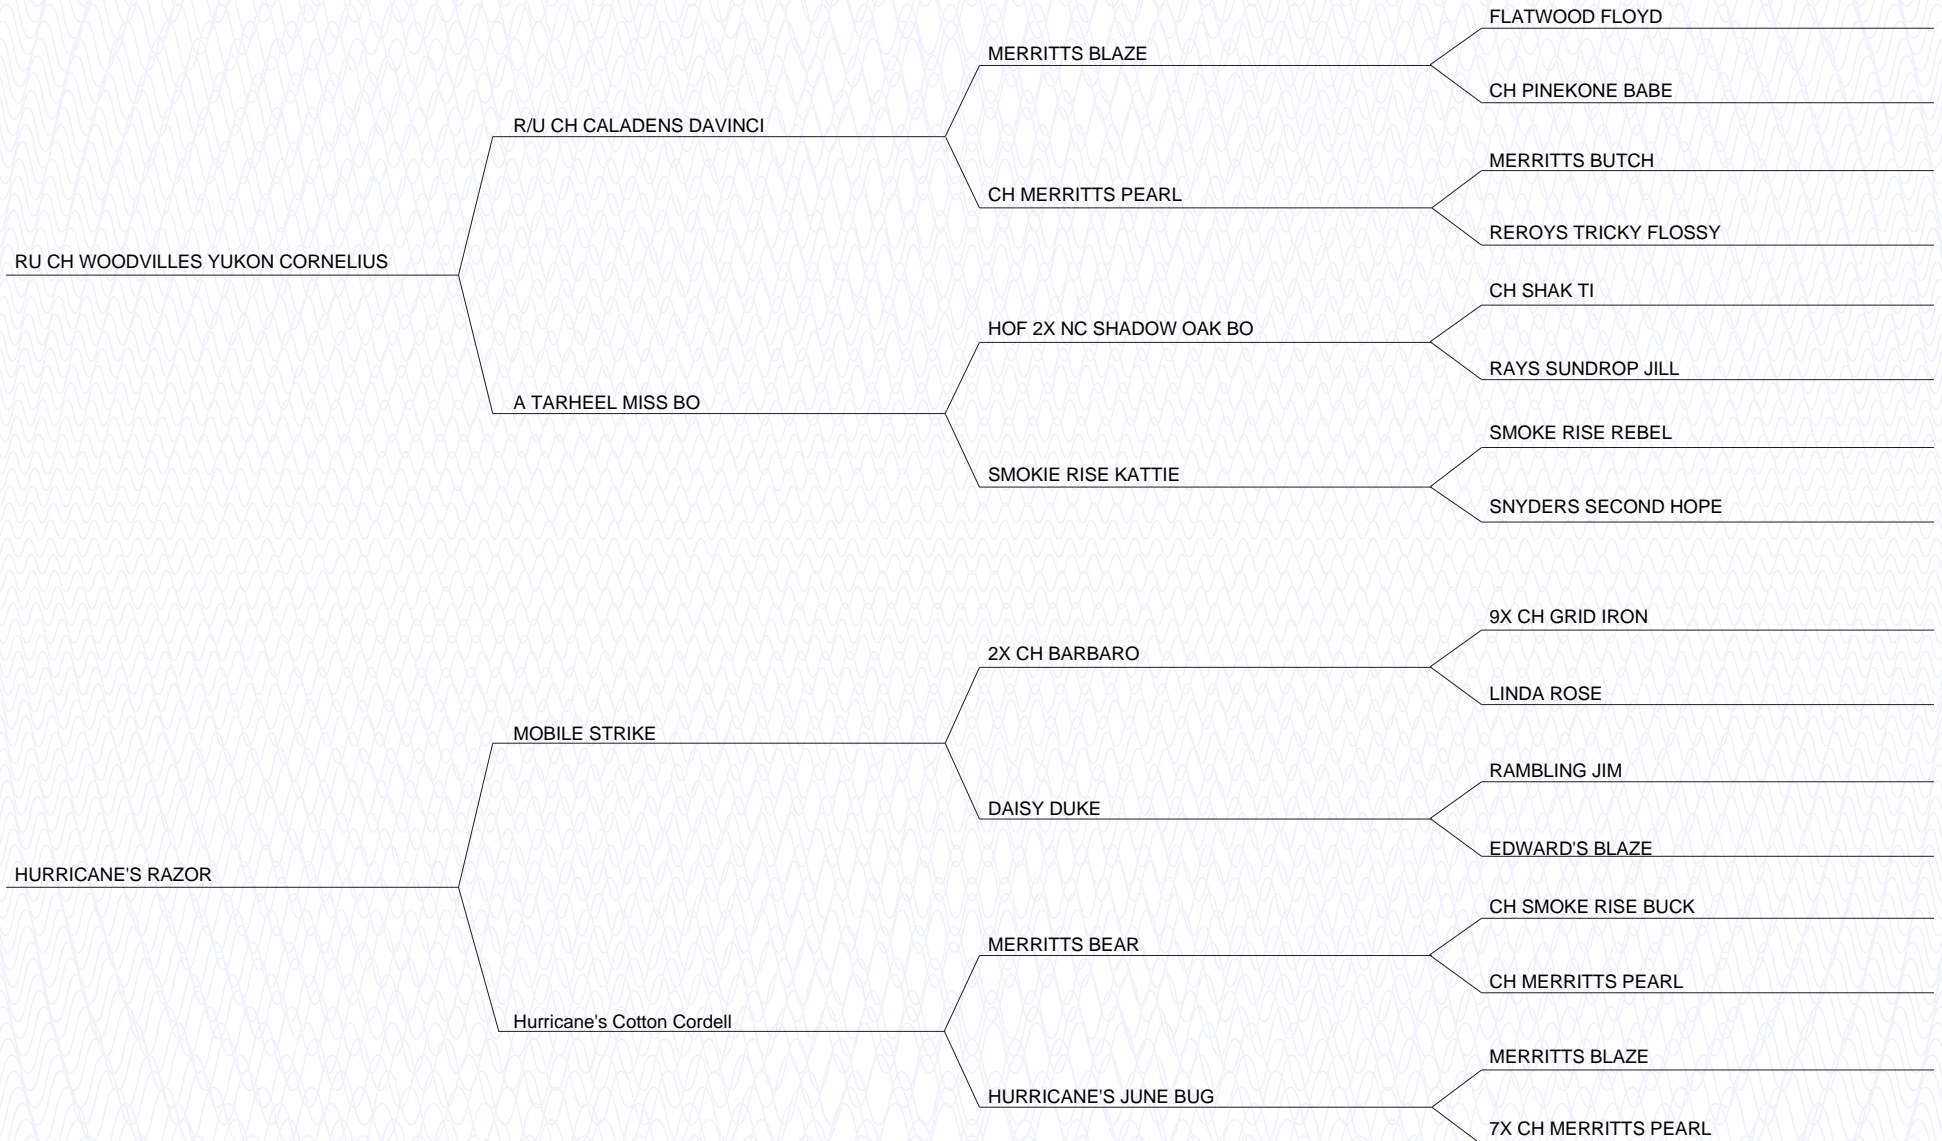 FLATWOOD FLOYD
MERRITTS BLAZE
CH PINEKONE BABE
R/U CH CALADENS DAVINCI
MERRITTS BUTCH
CH MERRITTS PEARL
REROYS TRICKY FLOSSY
RU CH WOODVILLES YUKON CORNELIUS
CH SHAK TI
HOF 2X NC SHADOW OAK BO
RAYS SUNDROP JILL
A TARHEEL MISS BO
SMOKE RISE REBEL
SMOKIE RISE KATTIE
SNYDERS SECOND HOPE
9X CH GRID IRON
2X CH BARBARO
LINDA ROSE
MOBILE STRIKE
RAMBLING JIM
DAISY DUKE
EDWARD'S BLAZE
HURRICANE'S RAZOR
CH SMOKE RISE BUCK
MERRITTS BEAR
CH MERRITTS PEARL
Hurricane's Cotton Cordell
MERRITTS BLAZE
HURRICANE'S JUNE BUG
7X CH MERRITTS PEARL